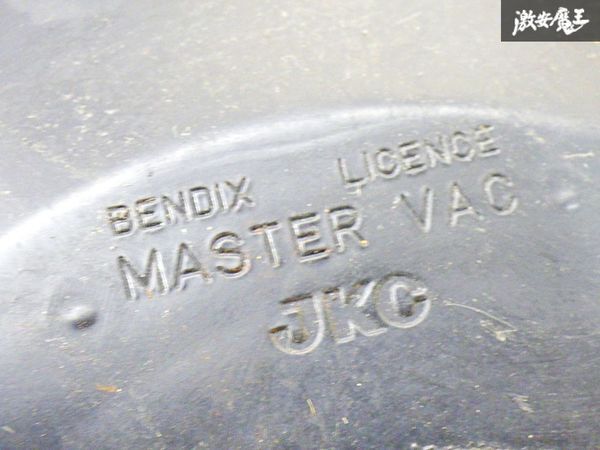 激安魔王
BENDIX LICENCE
MASTER VAC
JKC